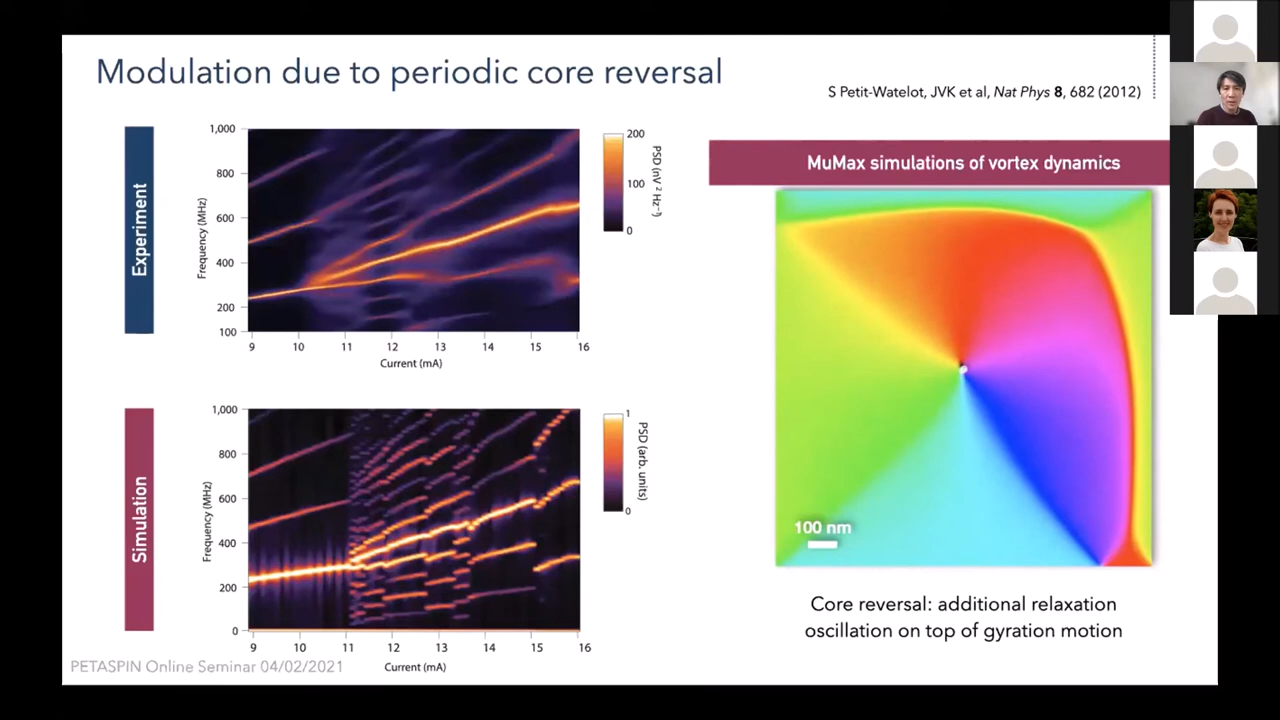 Modulation due to periodic core reversal
S Petit-Watelot, JVK et al, Nat Phys 8, 682 (2012)
Experiment
1,000
800
600
400
200
100
Frequency (MHz)
9 10 11 12 13 14 15 16
Current (mA)
200
100
0
PSD (nV² Hz⁻¹)
MuMax simulations of vortex dynamics
100 nm
Simulation
1,000
800
600
400
200
0
Frequency (MHz)
9 10 11 12 13 14 15 16
Current (mA)
1
0
PSD (arb. units)
Core reversal: additional relaxation
oscillation on top of gyration motion
PETASPIN Online Seminar 04/02/2021